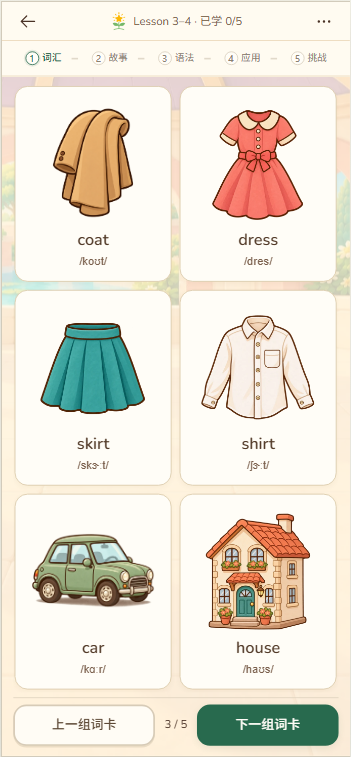 Lesson 3–4 · 已学 0/5
1 词汇 – 2 故事 – 3 语法 – 4 应用 – 5 挑战
coat dress
/koʊt/ /dres/
skirt shirt
/skɝːt/ /ʃɝːt/
car house
/kɑːr/ /haʊs/
上一组词卡 3 / 5 下一组词卡